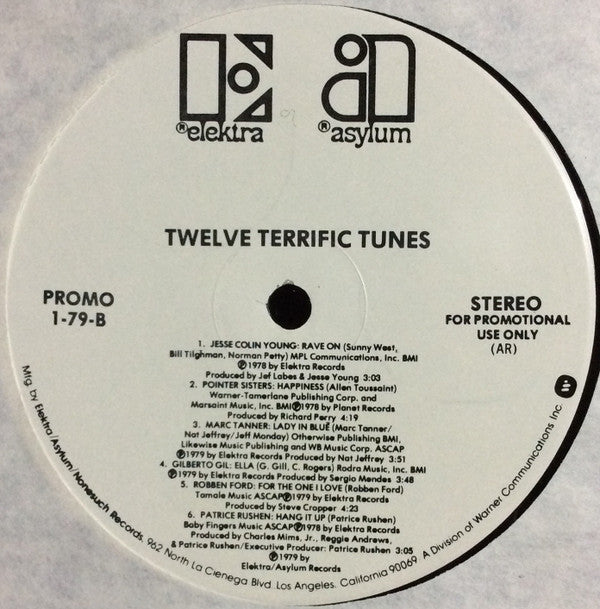 ®elektra ®asylum
TWELVE TERRIFIC TUNES
PROMO
1-79-B
STEREO
FOR PROMOTIONAL
USE ONLY
(AR)
1. JESSE COLIN YOUNG: RAVE ON (Sunny West,
Bill Tilghman, Norman Petty) MPL Communications, Inc. BMI
℗1978 by Elektra Records
Produced by Jef Labes & Jesse Young 3:03
2. POINTER SISTERS: HAPPINESS (Allen Toussaint)
Warner-Tamerlane Publishing Corp. and
Marsaint Music, Inc. BMI℗1978 by Planet Records
Produced by Richard Perry 4:19
3. MARC TANNER: LADY IN BLUE (Marc Tanner/
Nat Jeffrey/Jeff Monday) Otherwise Publishing BMI,
Likewise Music Publishing and WB Music Corp. ASCAP
℗1979 by Elektra Records Produced by Nat Jeffrey 3:51
4. GILBERTO GIL: ELLA (G. Gill, C. Rogers) Rodra Music, Inc. BMI
℗1979 by Elektra Records Produced by Sergio Mendes 3:48
5. ROBBEN FORD: FOR THE ONE I LOVE (Robben Ford)
Tamale Music ASCAP℗1979 by Elektra Records
Produced by Steve Cropper 4:23
6. PATRICE RUSHEN: HANG IT UP (Patrice Rushen)
Baby Fingers Music ASCAP℗1978 by Elektra Records
Produced by Charles Mims, Jr., Reggie Andrews,
& Patrice Rushen/Executive Producer: Patrice Rushen 3:05
℗1979 by
Elektra/Asylum Records
Mfg. by Elektra/Asylum/Nonesuch Records, 962 North La Cienega Blvd. Los Angeles, California 90069 A Division of Warner Communications Inc